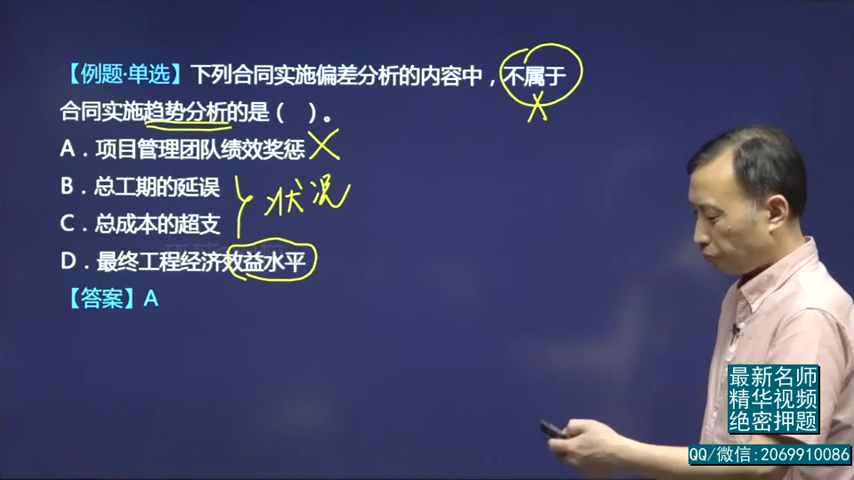 【例题·单选】下列合同实施偏差分析的内容中，不属于
合同实施趋势分析的是（ ）。
A．项目管理团队绩效奖惩
B．总工期的延误
状况
C．总成本的超支
D．最终工程经济效益水平
【答案】A
最新名师
精华视频
绝密押题
QQ/微信:2069910086